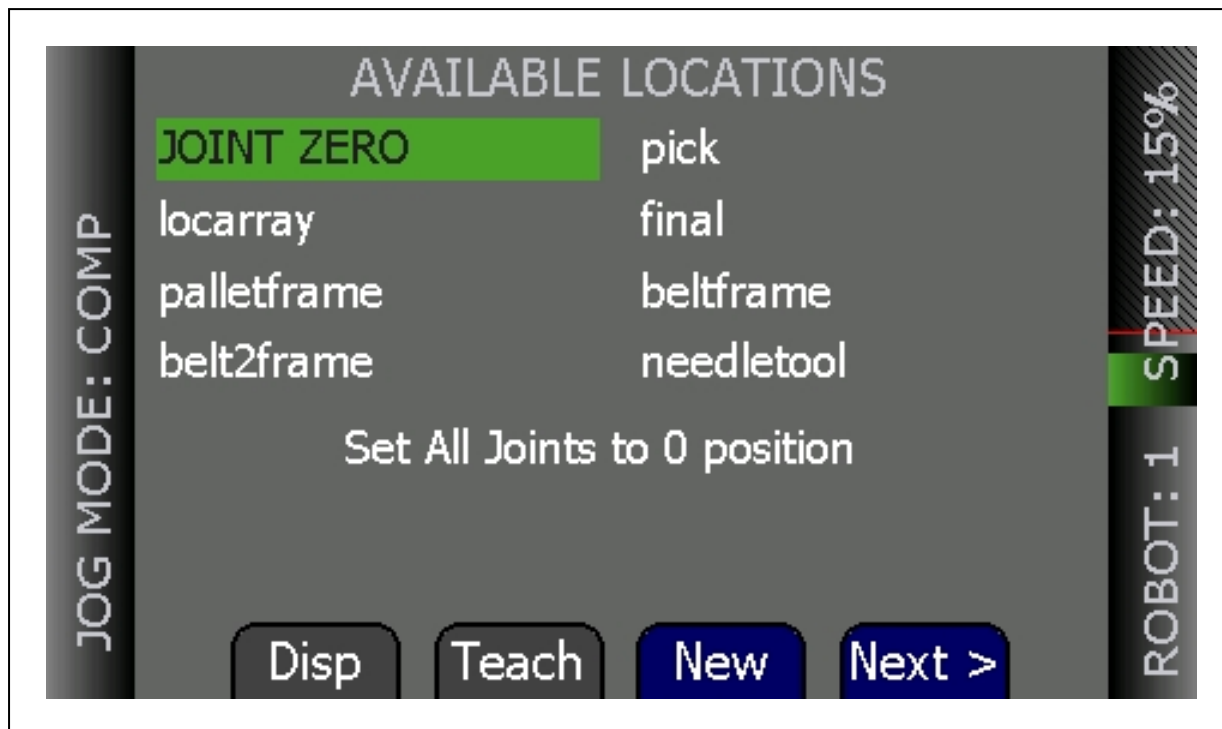 AVAILABLE LOCATIONS
JOINT ZERO pick
locarray final
palletframe beltframe
belt2frame needletool
Set All Joints to 0 position
Disp Teach New Next >
JOG MODE: COMP
SPEED: 15%
ROBOT: 1